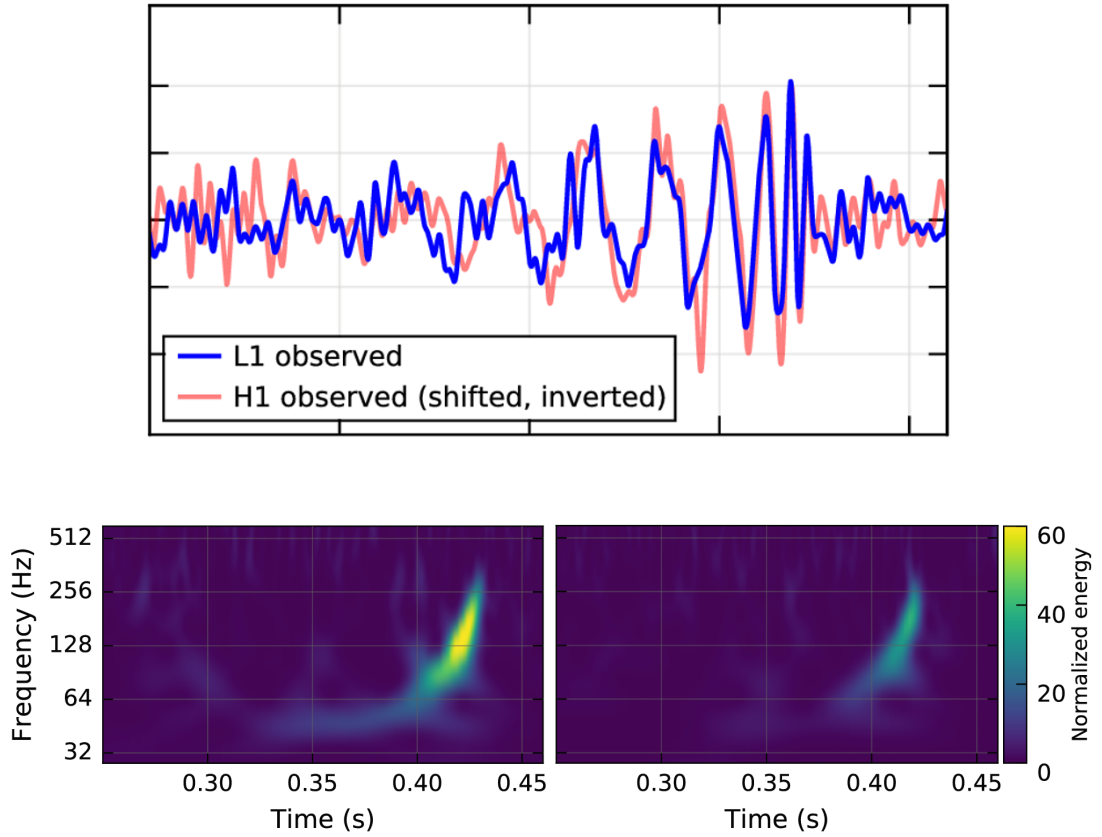 L1 observed
H1 observed (shifted, inverted)
Frequency (Hz)
512
256
128
64
32
0.30 0.35 0.40 0.45
Time (s)
0.30 0.35 0.40 0.45
Time (s)
60
40
20
0
Normalized energy